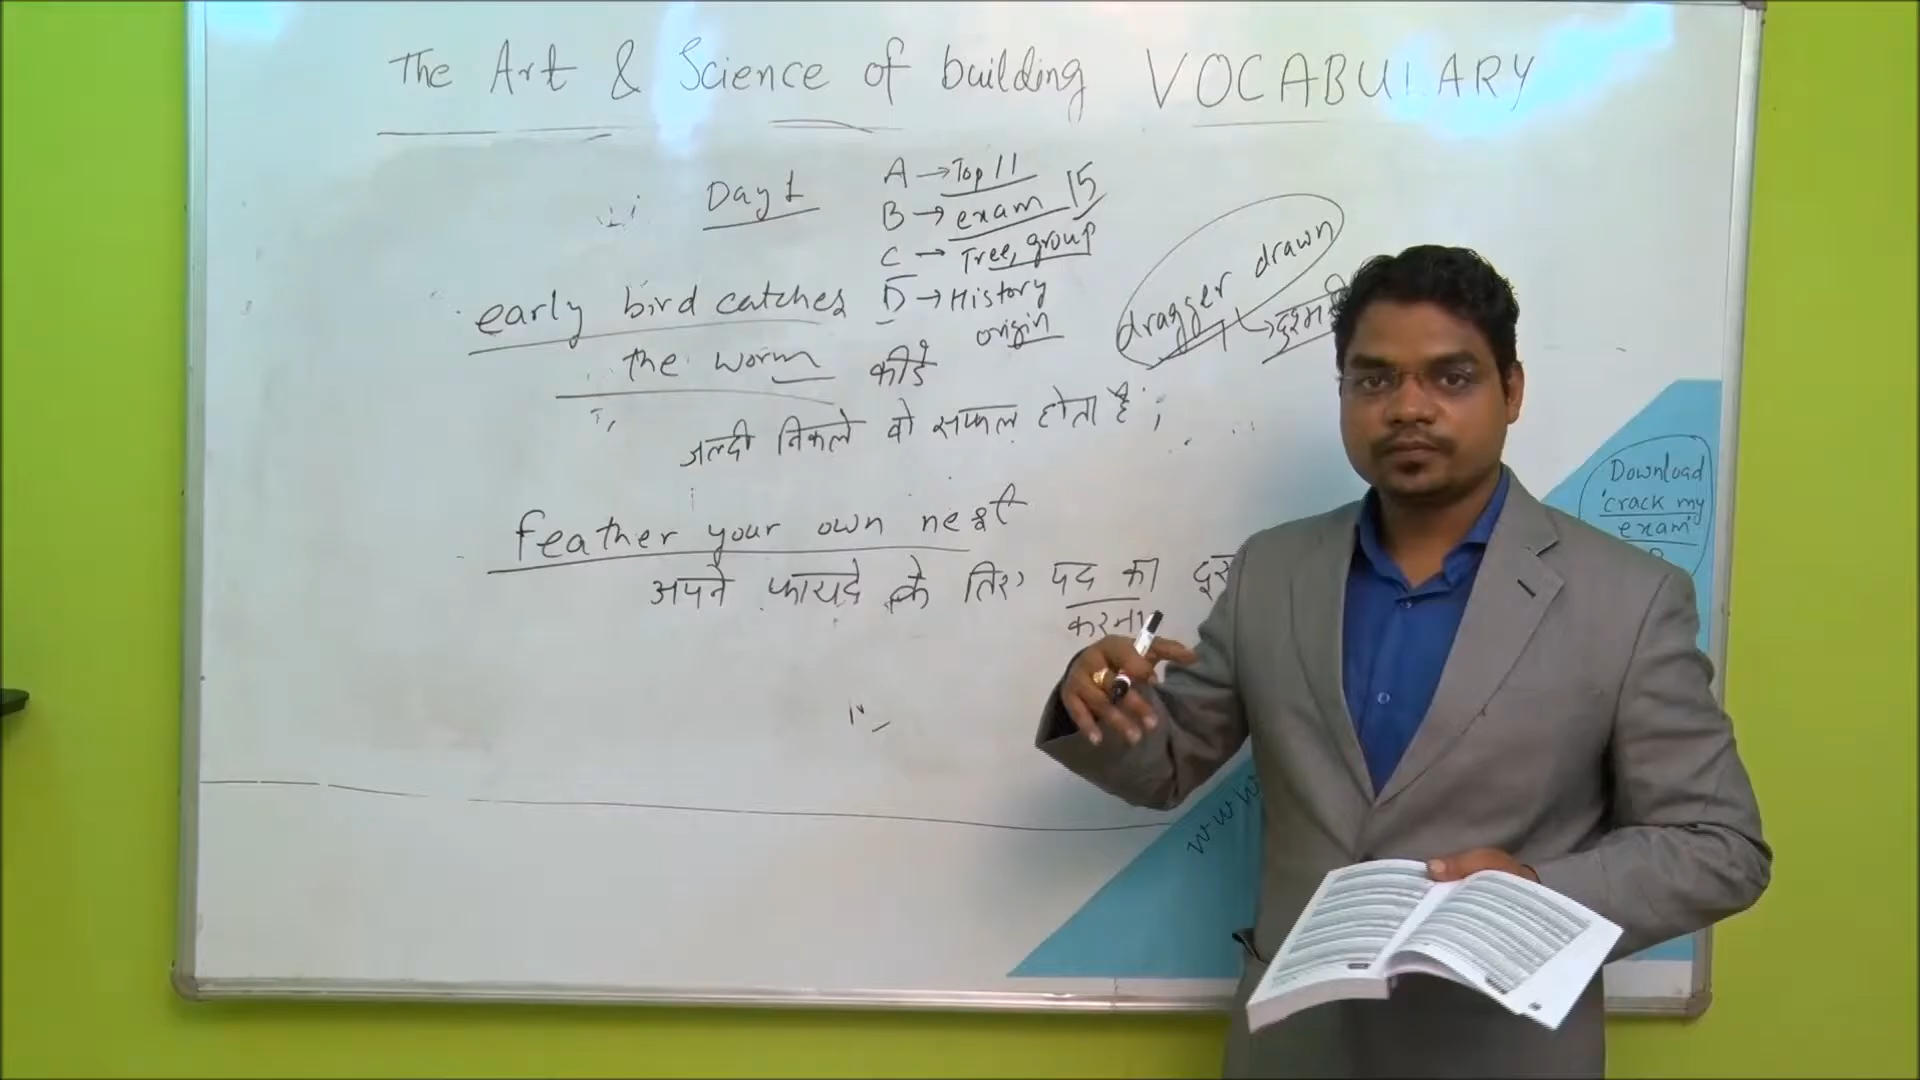 The Art & Science of building VOCABULARY
Day 1
A → Top 11
B → exam 15
C → Tree, group
D → History
origin
early bird catches
the worm कीडे
जल्दी निकले वो सफल होता है ;
dragger drawn
feather your own nest
अपने फायदे के लिए पद का
करना
Download
'crack my
exam'
www